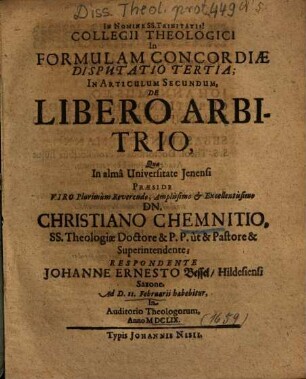 Diss. Theol. prot. 449 d s.
IN NOMINE SS. TRINITATIS!
COLLEGII THEOLOGICI
In
FORMULAM CONCORDIÆ
DISPUTATIO TERTIA;
IN ARTICULUM SECUNDUM,
DE
LIBERO ARBI-
TRIO,
Quam
In almâ Universitate Jenensi
PRÆSIDE
VIRO Plurimùm Reverendo, Amplissimo & Excellentissimo
DN.
CHRISTIANO CHEMNITIO,
SS. Theologiæ Doctore & P. P. ut & Pastore &
Superintendente;
RESPONDENTE
JOHANNE ERNESTO Bessel/ Hildesiensi
Saxone.
Ad D. 11. Februarii habebitur,
In
Auditorio Theologorum,
Anno MDCLIX.
(1659)
Typis JOHANNIS NISII,